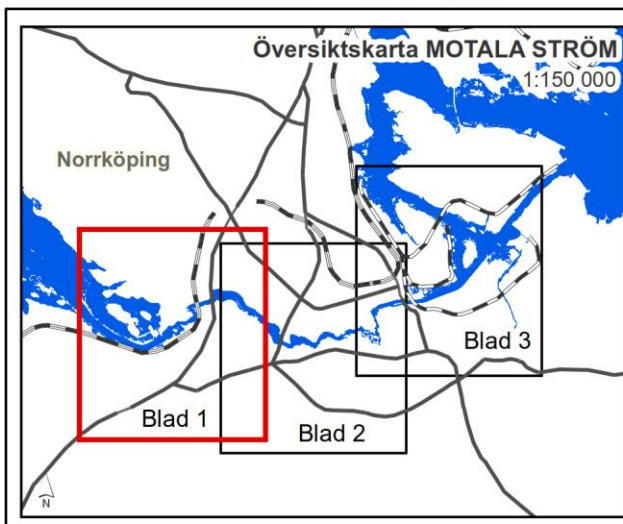 Översiktskarta MOTALA STRÖM
1:150 000
Norrköping
Blad 3
Blad 1
Blad 2
N